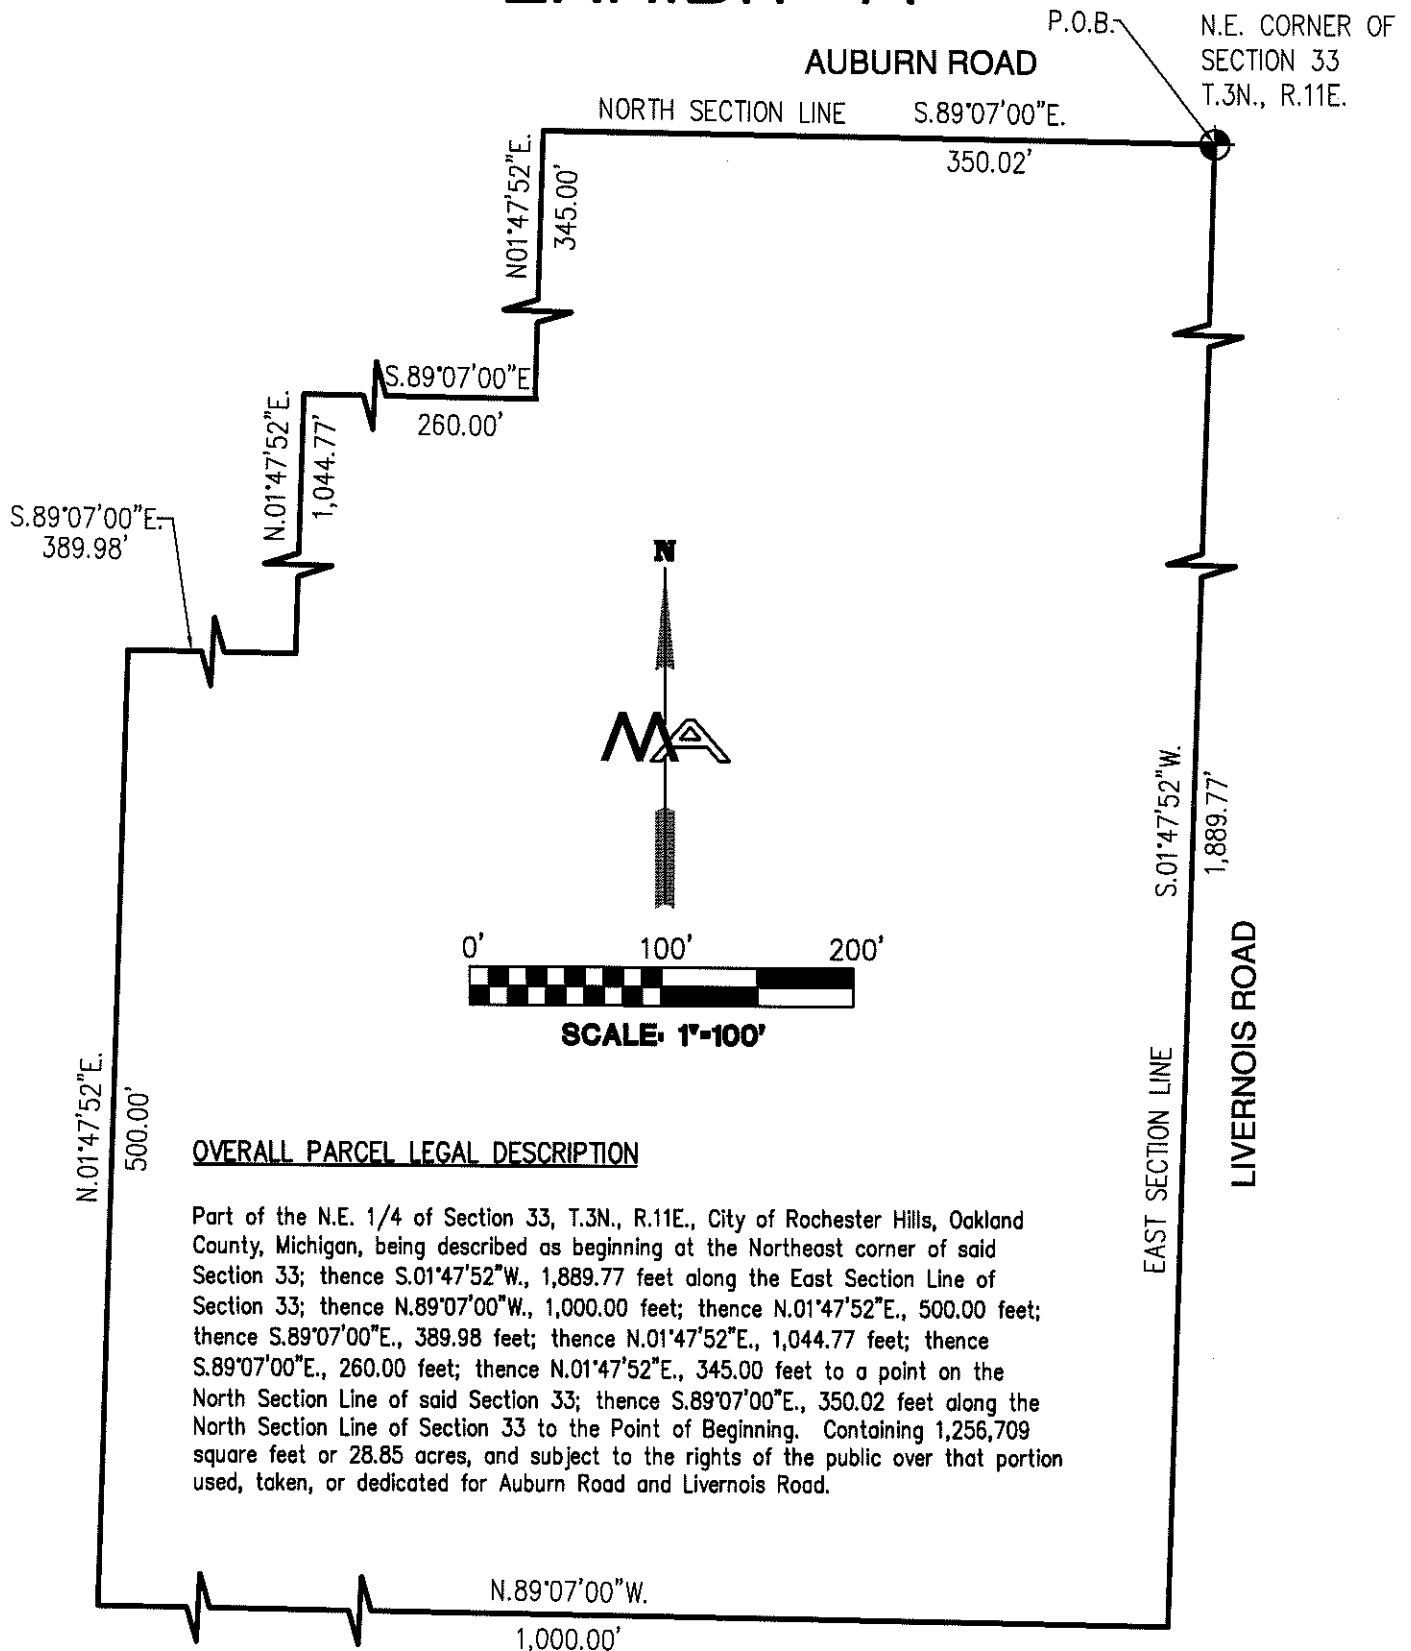 P.O.B.
N.E. CORNER OF
SECTION 33
T.3N., R.11E.
AUBURN ROAD
NORTH SECTION LINE S.89°07'00"E.
350.02'
N01°47'52"E.
345.00'
S.89°07'00"E.
260.00'
N.01°47'52"E.
1,044.77'
S.89°07'00"E.
389.98'
N
MA
0' 100' 200'
SCALE: 1"=100'
S.01°47'52"W.
1,889.77'
EAST SECTION LINE
LIVERNOIS ROAD
N.01°47'52"E.
500.00'
OVERALL PARCEL LEGAL DESCRIPTION
Part of the N.E. 1/4 of Section 33, T.3N., R.11E., City of Rochester Hills, Oakland
County, Michigan, being described as beginning at the Northeast corner of said
Section 33; thence S.01°47'52"W., 1,889.77 feet along the East Section Line of
Section 33; thence N.89°07'00"W., 1,000.00 feet; thence N.01°47'52"E., 500.00 feet;
thence S.89°07'00"E., 389.98 feet; thence N.01°47'52"E., 1,044.77 feet; thence
S.89°07'00"E., 260.00 feet; thence N.01°47'52"E., 345.00 feet to a point on the
North Section Line of said Section 33; thence S.89°07'00"E., 350.02 feet along the
North Section Line of Section 33 to the Point of Beginning. Containing 1,256,709
square feet or 28.85 acres, and subject to the rights of the public over that portion
used, taken, or dedicated for Auburn Road and Livernois Road.
N.89°07'00"W.
1,000.00'